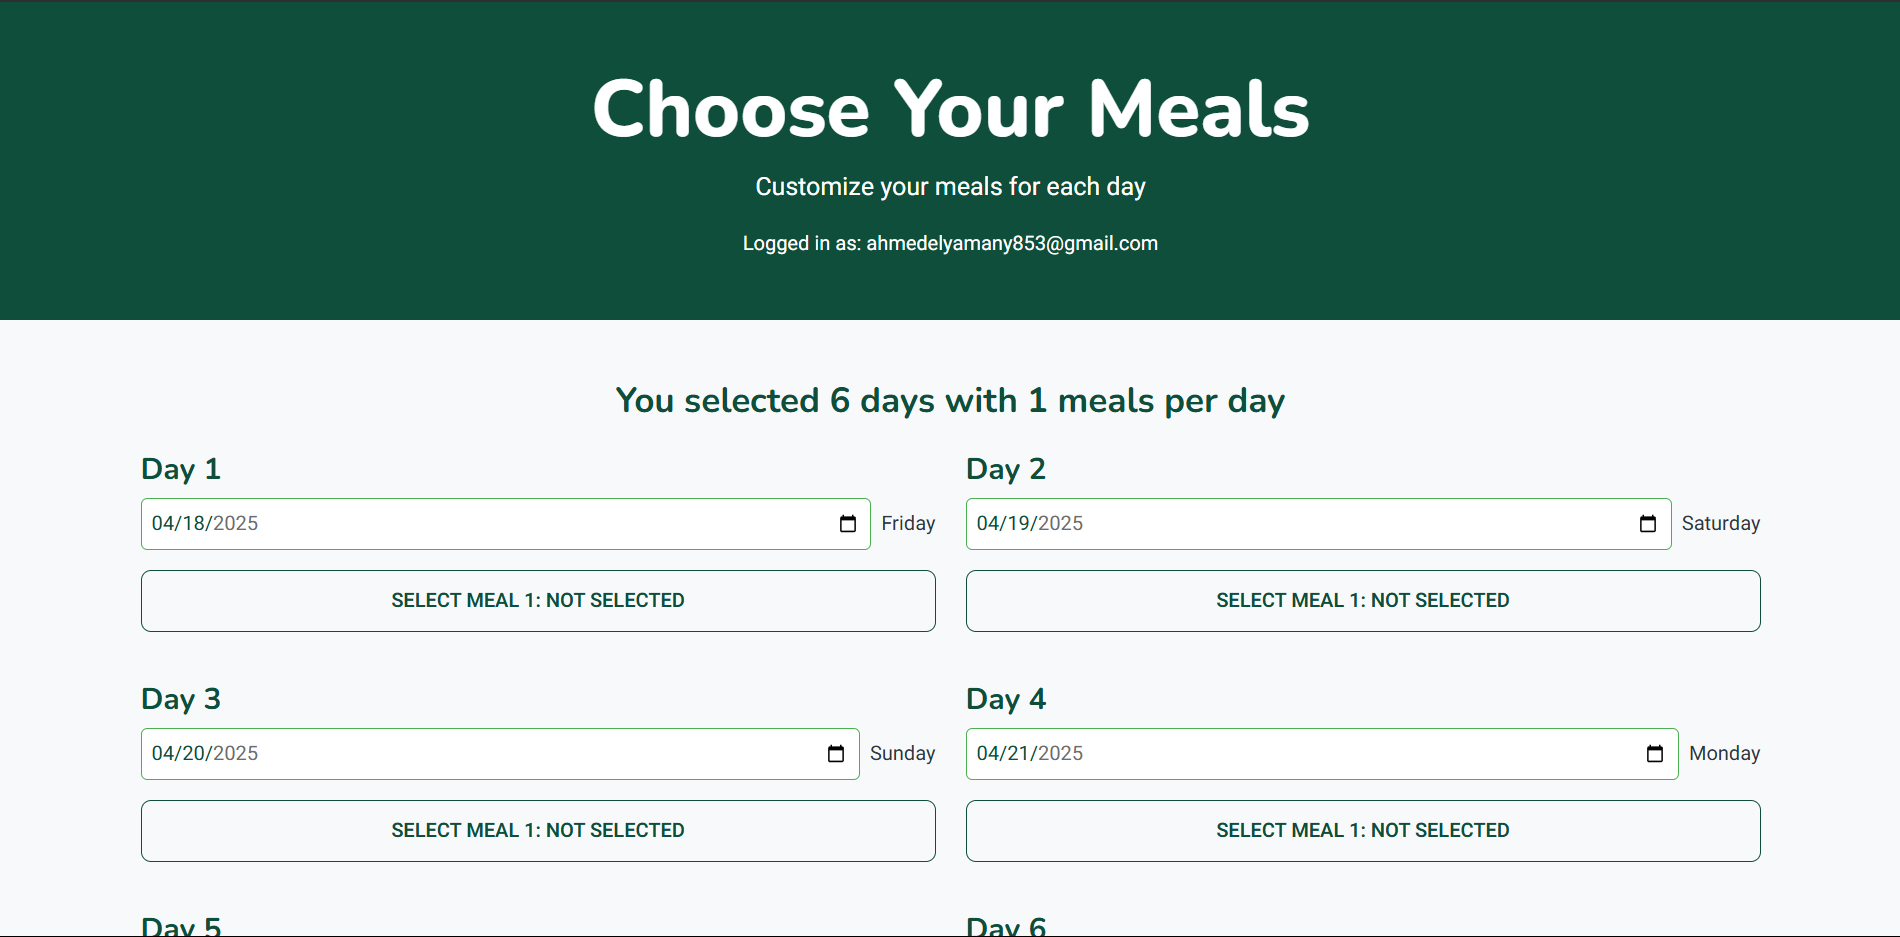 Choose Your Meals
Customize your meals for each day
Logged in as: ahmedelyamany853@gmail.com
You selected 6 days with 1 meals per day
Day 1
04/18/2025 Friday
SELECT MEAL 1: NOT SELECTED
Day 2
04/19/2025 Saturday
SELECT MEAL 1: NOT SELECTED
Day 3
04/20/2025 Sunday
SELECT MEAL 1: NOT SELECTED
Day 4
04/21/2025 Monday
SELECT MEAL 1: NOT SELECTED
Day 5
Day 6